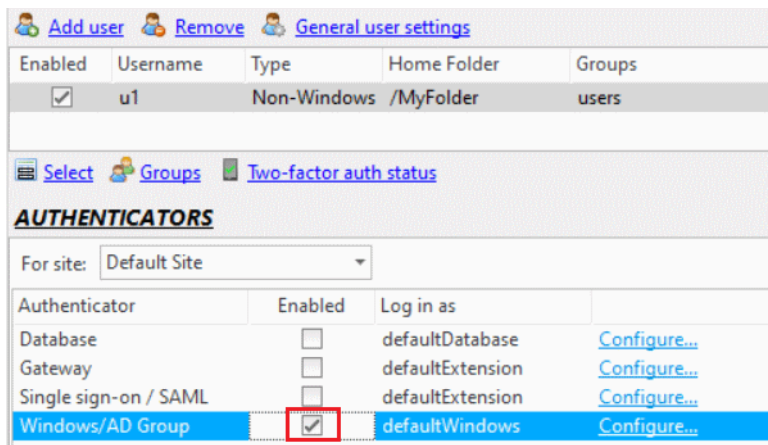 Add user Remove General user settings
Enabled Username Type Home Folder Groups
u1 Non-Windows /MyFolder users
Select Groups Two-factor auth status
AUTHENTICATORS
For site: Default Site
Authenticator Enabled Log in as
Database defaultDatabase Configure...
Gateway defaultExtension Configure...
Single sign-on / SAML defaultExtension Configure...
Windows/AD Group defaultWindows Configure...